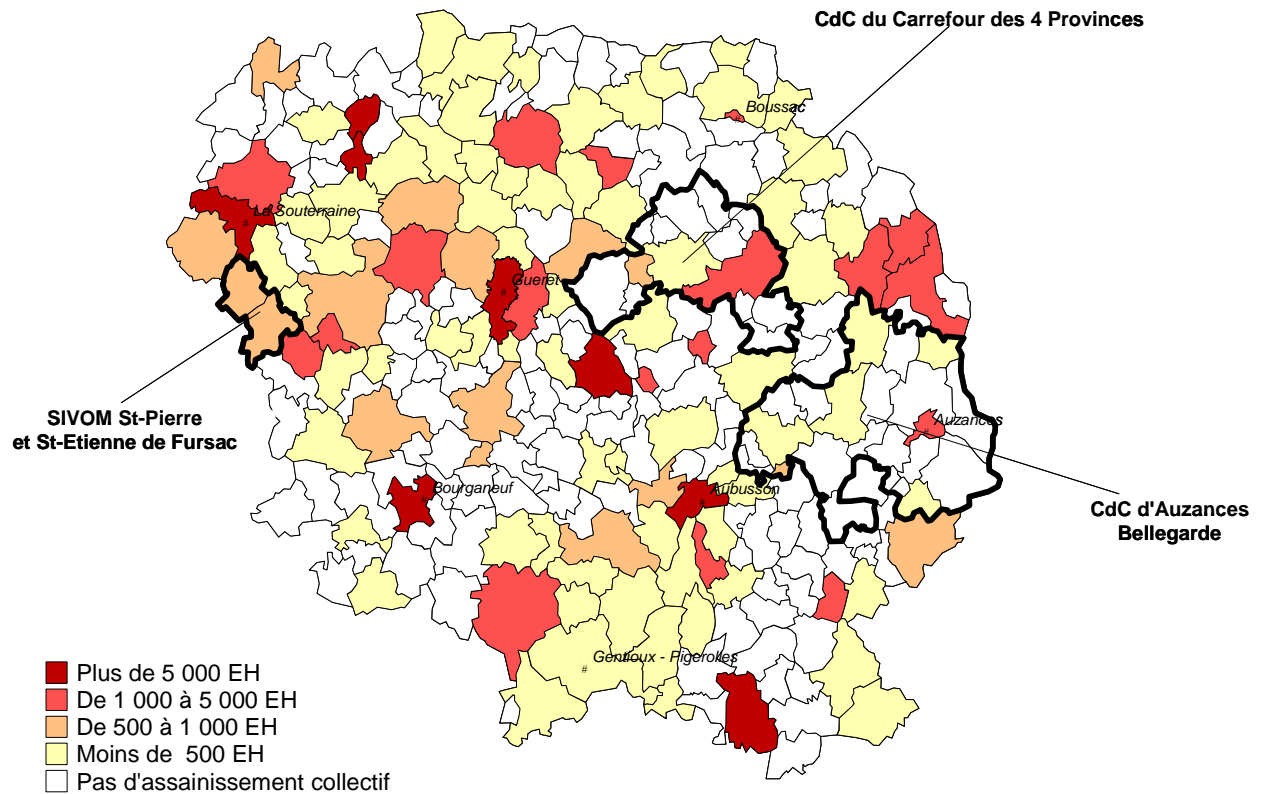 CdC du Carrefour des 4 Provinces
Boussac
La Souterraine
Gueret
SIVOM St-Pierre
et St-Etienne de Fursac
Auzances
Bourganeuf
Aubusson
CdC d'Auzances
Bellegarde
Gentioux - Pigerolles
Plus de 5 000 EH
De 1 000 à 5 000 EH
De 500 à 1 000 EH
Moins de  500 EH
Pas d'assainissement collectif